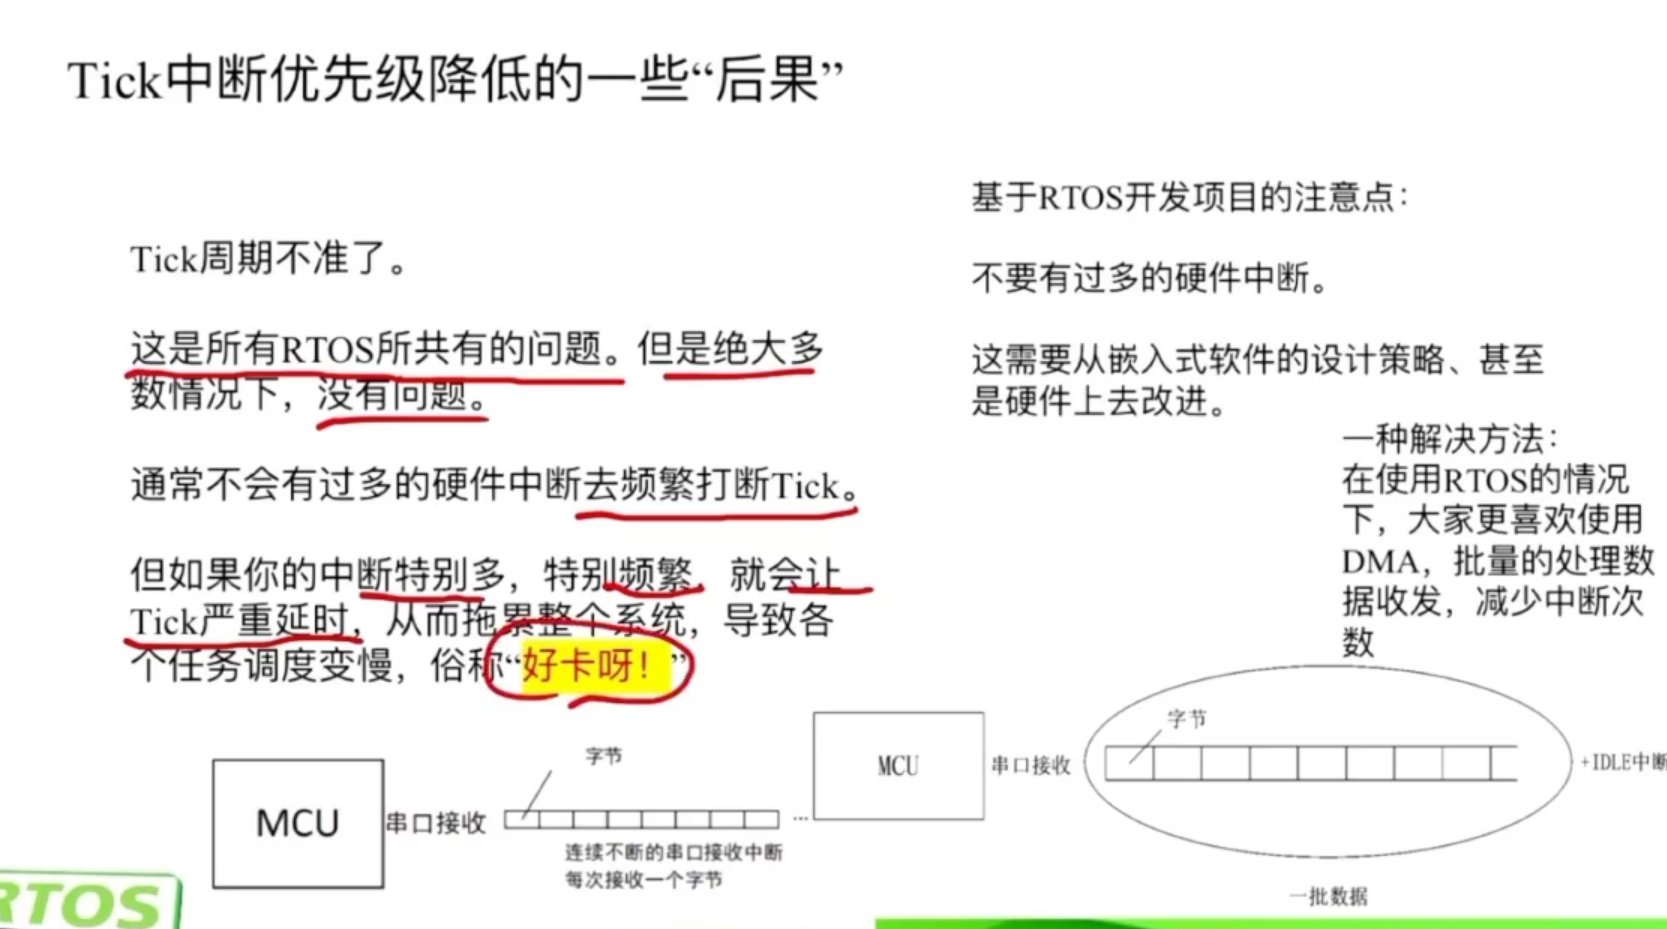 Tick中断优先级降低的一些“后果”
Tick周期不准了。
这是所有RTOS所共有的问题。但是绝大多
数情况下，没有问题。
通常不会有过多的硬件中断去频繁打断Tick。
但如果你的中断特别多，特别频繁，就会让
Tick严重延时，从而拖累整个系统，导致各
个任务调度变慢，俗称“好卡呀！”
基于RTOS开发项目的注意点：
不要有过多的硬件中断。
这需要从嵌入式软件的设计策略、甚至
是硬件上去改进。
一种解决方法：
在使用RTOS的情况
下，大家更喜欢使用
DMA，批量的处理数
据收发，减少中断次
数
MCU
串口接收
字节
...
连续不断的串口接收中断
每次接收一个字节
MCU
串口接收
字节
+IDLE中断
一批数据
RTOS